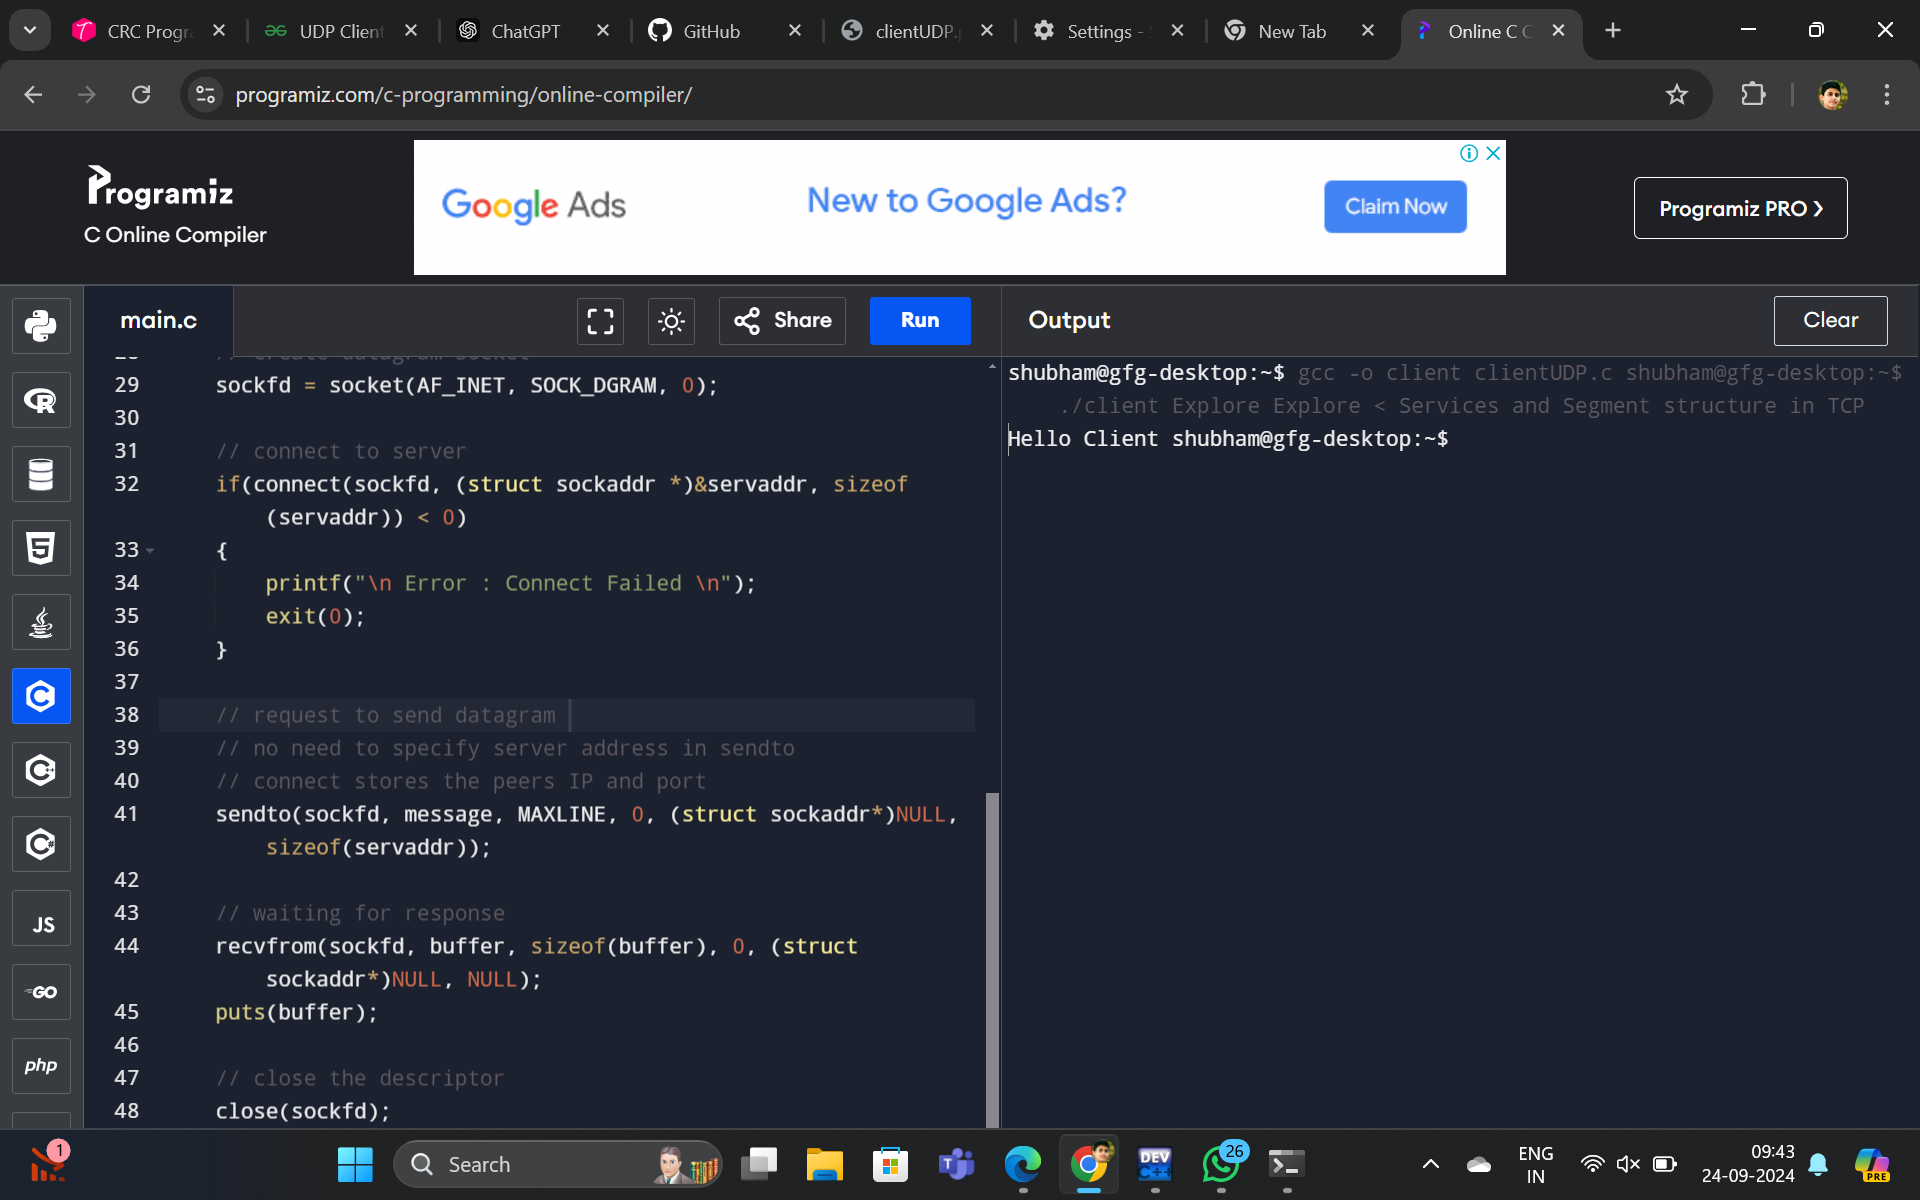 CRC Progr
UDP Client
ChatGPT
GitHub
clientUDP.
Settings -
New Tab
Online C C
programiz.com/c-programming/online-compiler/
Programiz
C Online Compiler
Google Ads
New to Google Ads?
Claim Now
Programiz PRO ❯
main.c
Share
Run
Output
Clear
28 // create datagram socket
29 sockfd = socket(AF_INET, SOCK_DGRAM, 0);
30
31 // connect to server
32 if(connect(sockfd, (struct sockaddr *)&servaddr, sizeof
(servaddr)) < 0)
33 {
34 printf("\n Error : Connect Failed \n");
35 exit(0);
36 }
37
38 // request to send datagram
39 // no need to specify server address in sendto
40 // connect stores the peers IP and port
41 sendto(sockfd, message, MAXLINE, 0, (struct sockaddr*)NULL,
sizeof(servaddr));
42
43 // waiting for response
44 recvfrom(sockfd, buffer, sizeof(buffer), 0, (struct
sockaddr*)NULL, NULL);
45 puts(buffer);
46
47 // close the descriptor
48 close(sockfd);
shubham@gfg-desktop:~$ gcc -o client clientUDP.c shubham@gfg-desktop:~$
./client Explore Explore < Services and Segment structure in TCP
Hello Client shubham@gfg-desktop:~$
R
5
C
C
C#
JS
GO
php
1
Search
T
DEV
C++
26
ENG
IN
09:43
24-09-2024
PRE